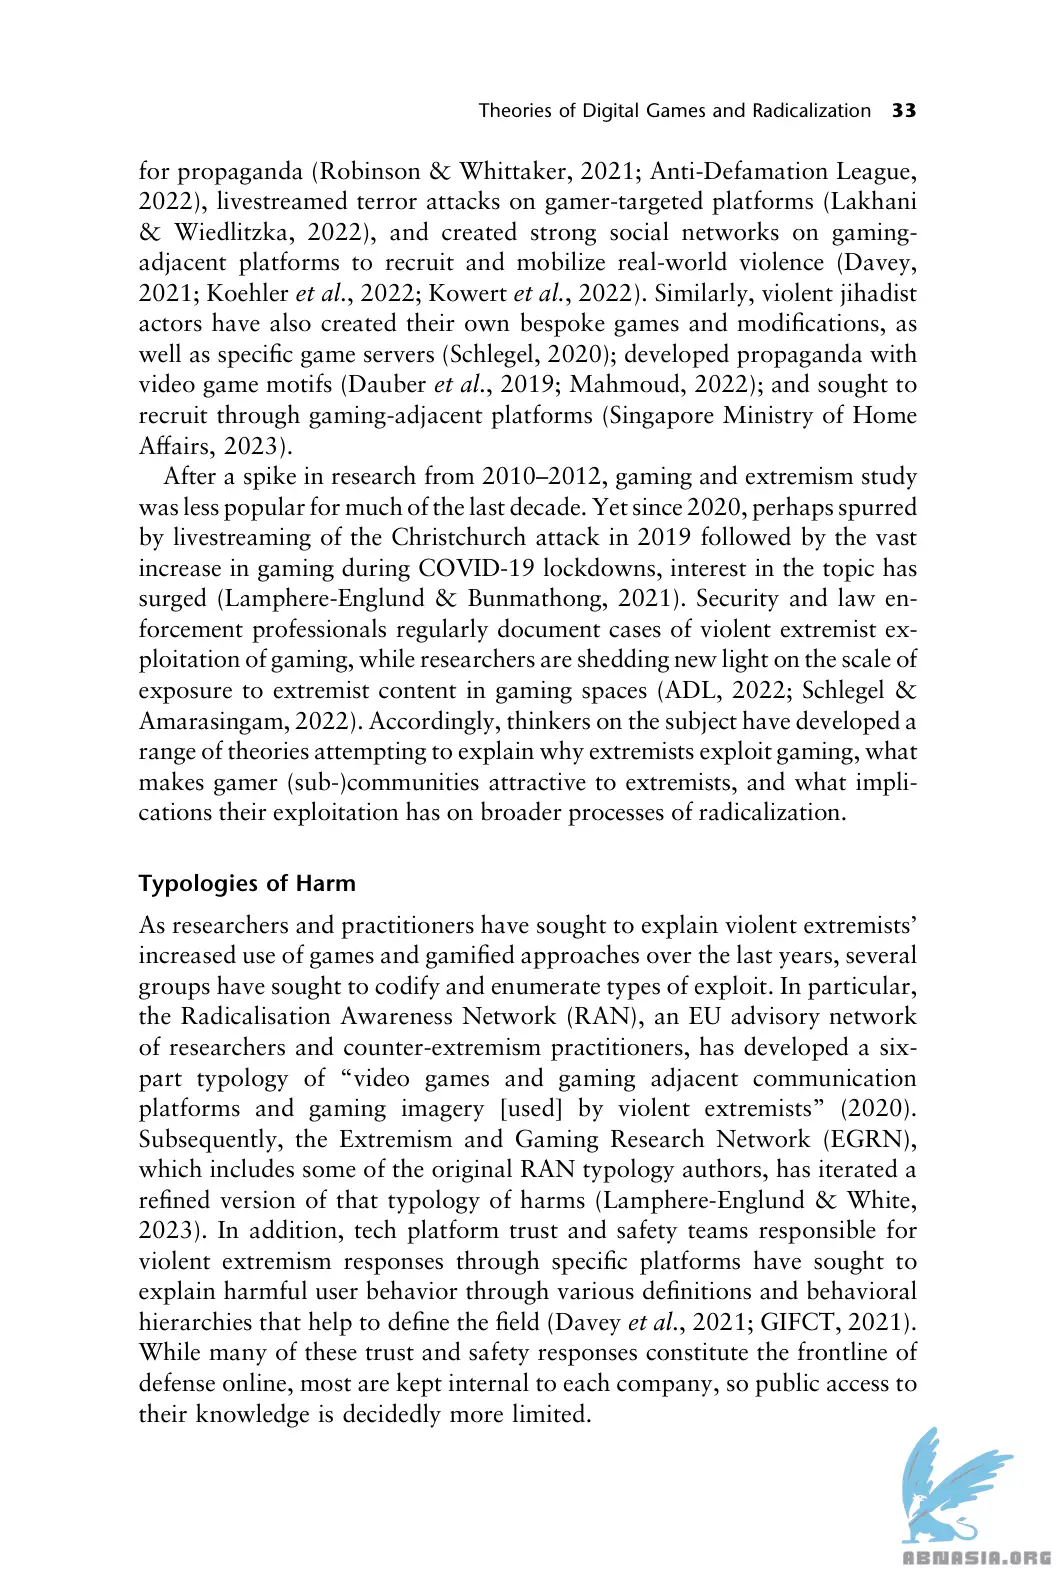 Theories of Digital Games and Radicalization 33
for propaganda (Robinson & Whittaker, 2021; Anti-Defamation League,
2022), livestreamed terror attacks on gamer-targeted platforms (Lakhani
& Wiedlitzka, 2022), and created strong social networks on gaming-
adjacent platforms to recruit and mobilize real-world violence (Davey,
2021; Koehler et al., 2022; Kowert et al., 2022). Similarly, violent jihadist
actors have also created their own bespoke games and modifications, as
well as specific game servers (Schlegel, 2020); developed propaganda with
video game motifs (Dauber et al., 2019; Mahmoud, 2022); and sought to
recruit through gaming-adjacent platforms (Singapore Ministry of Home
Affairs, 2023).
After a spike in research from 2010–2012, gaming and extremism study
was less popular for much of the last decade. Yet since 2020, perhaps spurred
by livestreaming of the Christchurch attack in 2019 followed by the vast
increase in gaming during COVID-19 lockdowns, interest in the topic has
surged (Lamphere-Englund & Bunmathong, 2021). Security and law en-
forcement professionals regularly document cases of violent extremist ex-
ploitation of gaming, while researchers are shedding new light on the scale of
exposure to extremist content in gaming spaces (ADL, 2022; Schlegel &
Amarasingam, 2022). Accordingly, thinkers on the subject have developed a
range of theories attempting to explain why extremists exploit gaming, what
makes gamer (sub-)communities attractive to extremists, and what impli-
cations their exploitation has on broader processes of radicalization.
Typologies of Harm
As researchers and practitioners have sought to explain violent extremists’
increased use of games and gamified approaches over the last years, several
groups have sought to codify and enumerate types of exploit. In particular,
the Radicalisation Awareness Network (RAN), an EU advisory network
of researchers and counter-extremism practitioners, has developed a six-
part typology of “video games and gaming adjacent communication
platforms and gaming imagery [used] by violent extremists” (2020).
Subsequently, the Extremism and Gaming Research Network (EGRN),
which includes some of the original RAN typology authors, has iterated a
refined version of that typology of harms (Lamphere-Englund & White,
2023). In addition, tech platform trust and safety teams responsible for
violent extremism responses through specific platforms have sought to
explain harmful user behavior through various definitions and behavioral
hierarchies that help to define the field (Davey et al., 2021; GIFCT, 2021).
While many of these trust and safety responses constitute the frontline of
defense online, most are kept internal to each company, so public access to
their knowledge is decidedly more limited.
ABNASIA.ORG